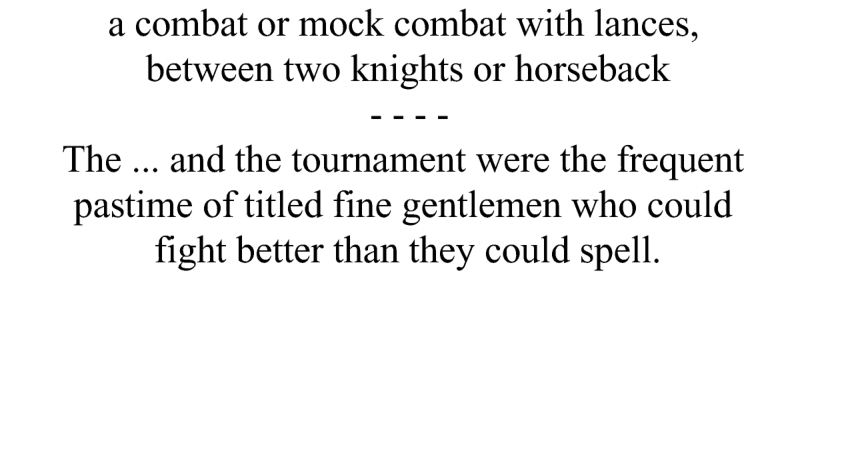 a combat or mock combat with lances,
between two knights or horseback
- - - -
The ... and the tournament were the frequent
pastime of titled fine gentlemen who could
fight better than they could spell.